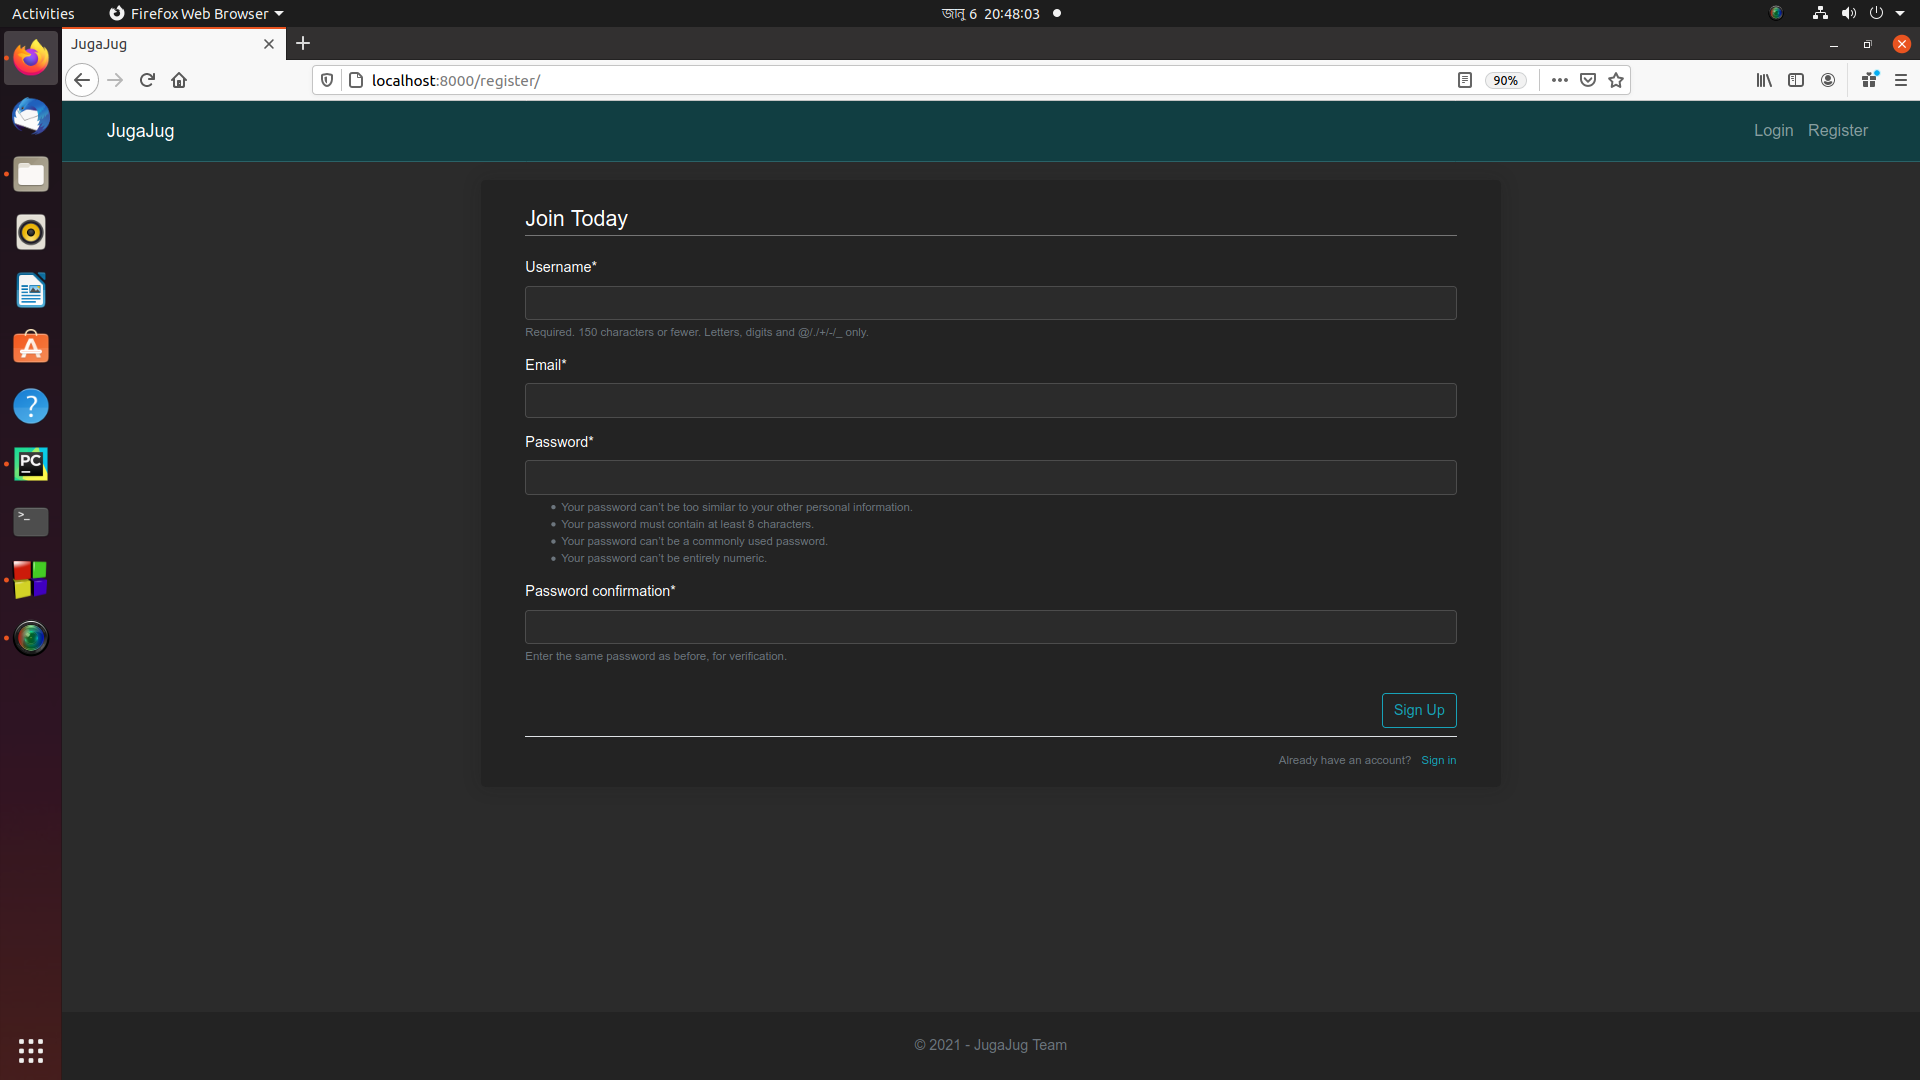 Activities
Firefox Web Browser
জানু 6 20:48:03
JugaJug
localhost:8000/register/
90%
JugaJug
Login
Register
Join Today
Username*
Required. 150 characters or fewer. Letters, digits and @/./+/-/_ only.
Email*
Password*
Your password can’t be too similar to your other personal information.
Your password must contain at least 8 characters.
Your password can’t be a commonly used password.
Your password can’t be entirely numeric.
Password confirmation*
Enter the same password as before, for verification.
Sign Up
Already have an account? Sign in
© 2021 - JugaJug Team
PC